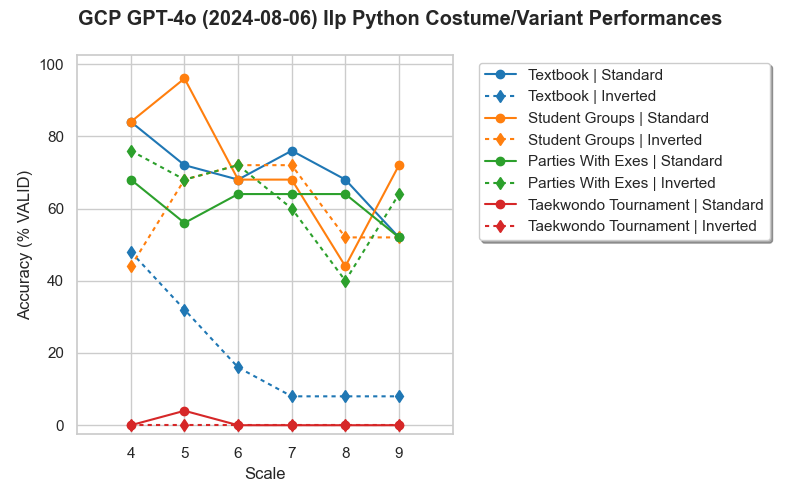 GCP GPT-4o (2024-08-06) Ilp Python Costume/Variant Performances
Textbook | Standard
Textbook | Inverted
Student Groups | Standard
Student Groups | Inverted
Parties With Exes | Standard
Parties With Exes | Inverted
Taekwondo Tournament | Standard
Taekwondo Tournament | Inverted
Accuracy (% VALID)
100
80
60
40
20
0
4 5 6 7 8 9
Scale